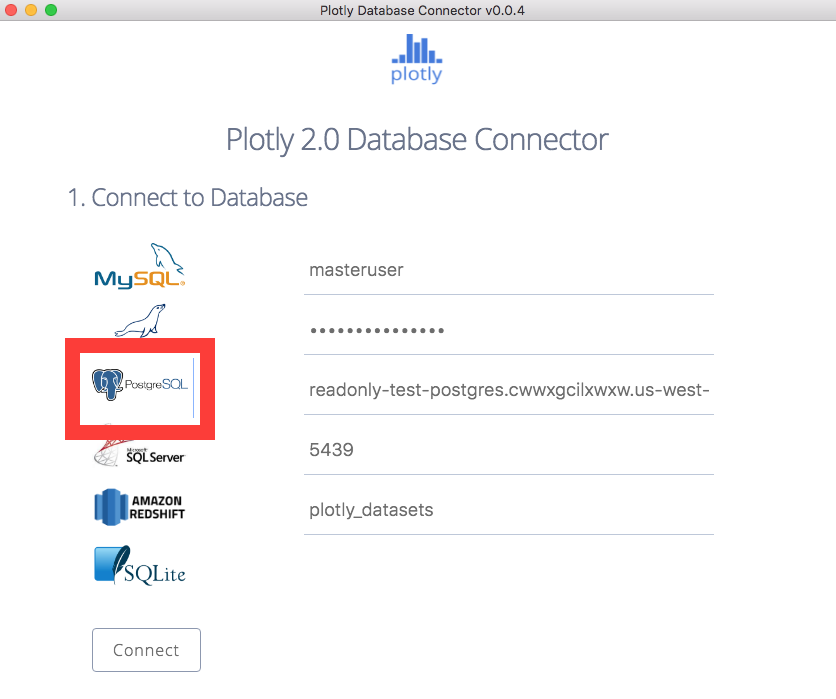 Plotly Database Connector v0.0.4
plotly
Plotly 2.0 Database Connector
1. Connect to Database
MySQL®
masteruser
•••••••••••••••
PostgreSQL
readonly-test-postgres.cwwxgcilxwxw.us-west-
Microsoft
SQL Server
5439
AMAZON
REDSHIFT
plotly_datasets
SQLite
Connect